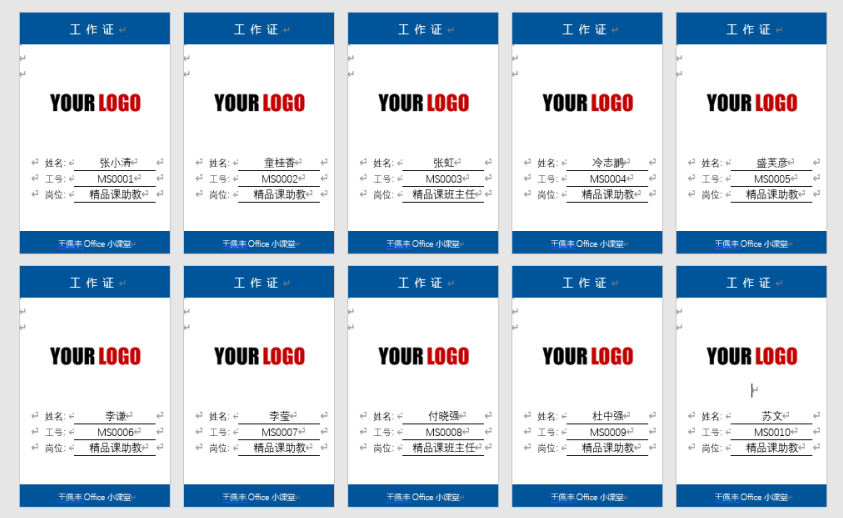 工作证
YOUR LOGO
姓名: 张小清
工号: MS0001
岗位: 精品课助教
王佩丰 Office 小课堂
工作证
YOUR LOGO
姓名: 童桂香
工号: MS0002
岗位: 精品课助教
王佩丰 Office 小课堂
工作证
YOUR LOGO
姓名: 张虹
工号: MS0003
岗位: 精品课班主任
王佩丰 Office 小课堂
工作证
YOUR LOGO
姓名: 冷志鹏
工号: MS0004
岗位: 精品课助教
王佩丰 Office 小课堂
工作证
YOUR LOGO
姓名: 盛芙彦
工号: MS0005
岗位: 精品课助教
王佩丰 Office 小课堂
工作证
YOUR LOGO
姓名: 李谦
工号: MS0006
岗位: 精品课助教
王佩丰 Office 小课堂
工作证
YOUR LOGO
姓名: 李莹
工号: MS0007
岗位: 精品课助教
王佩丰 Office 小课堂
工作证
YOUR LOGO
姓名: 付晓强
工号: MS0008
岗位: 精品课班主任
王佩丰 Office 小课堂
工作证
YOUR LOGO
姓名: 杜中强
工号: MS0009
岗位: 精品课助教
王佩丰 Office 小课堂
工作证
YOUR LOGO
姓名: 苏文
工号: MS0010
岗位: 精品课助教
王佩丰 Office 小课堂